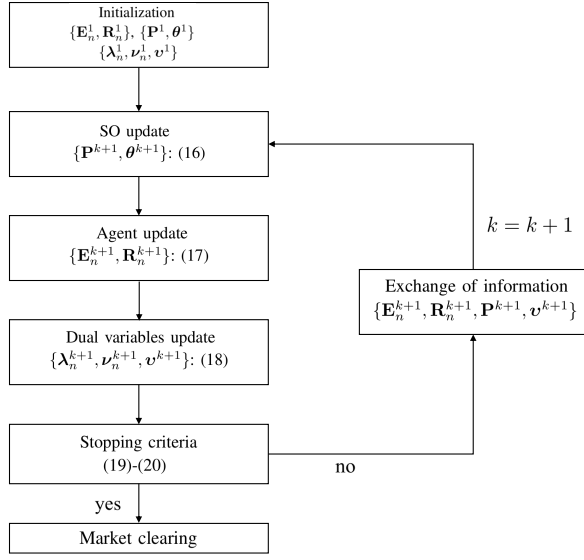 Initialization
{E_n^1, R_n^1}, {P^1, θ^1}
{λ_n^1, ν_n^1, υ^1}
SO update
{P^{k+1}, θ^{k+1}}: (16)
Agent update
{E_n^{k+1}, R_n^{k+1}}: (17)
Dual variables update
{λ_n^{k+1}, ν_n^{k+1}, υ^{k+1}}: (18)
Stopping criteria
(19)-(20)
yes
Market clearing
no
Exchange of information
{E_n^{k+1}, R_n^{k+1}, P^{k+1}, υ^{k+1}}
k = k + 1